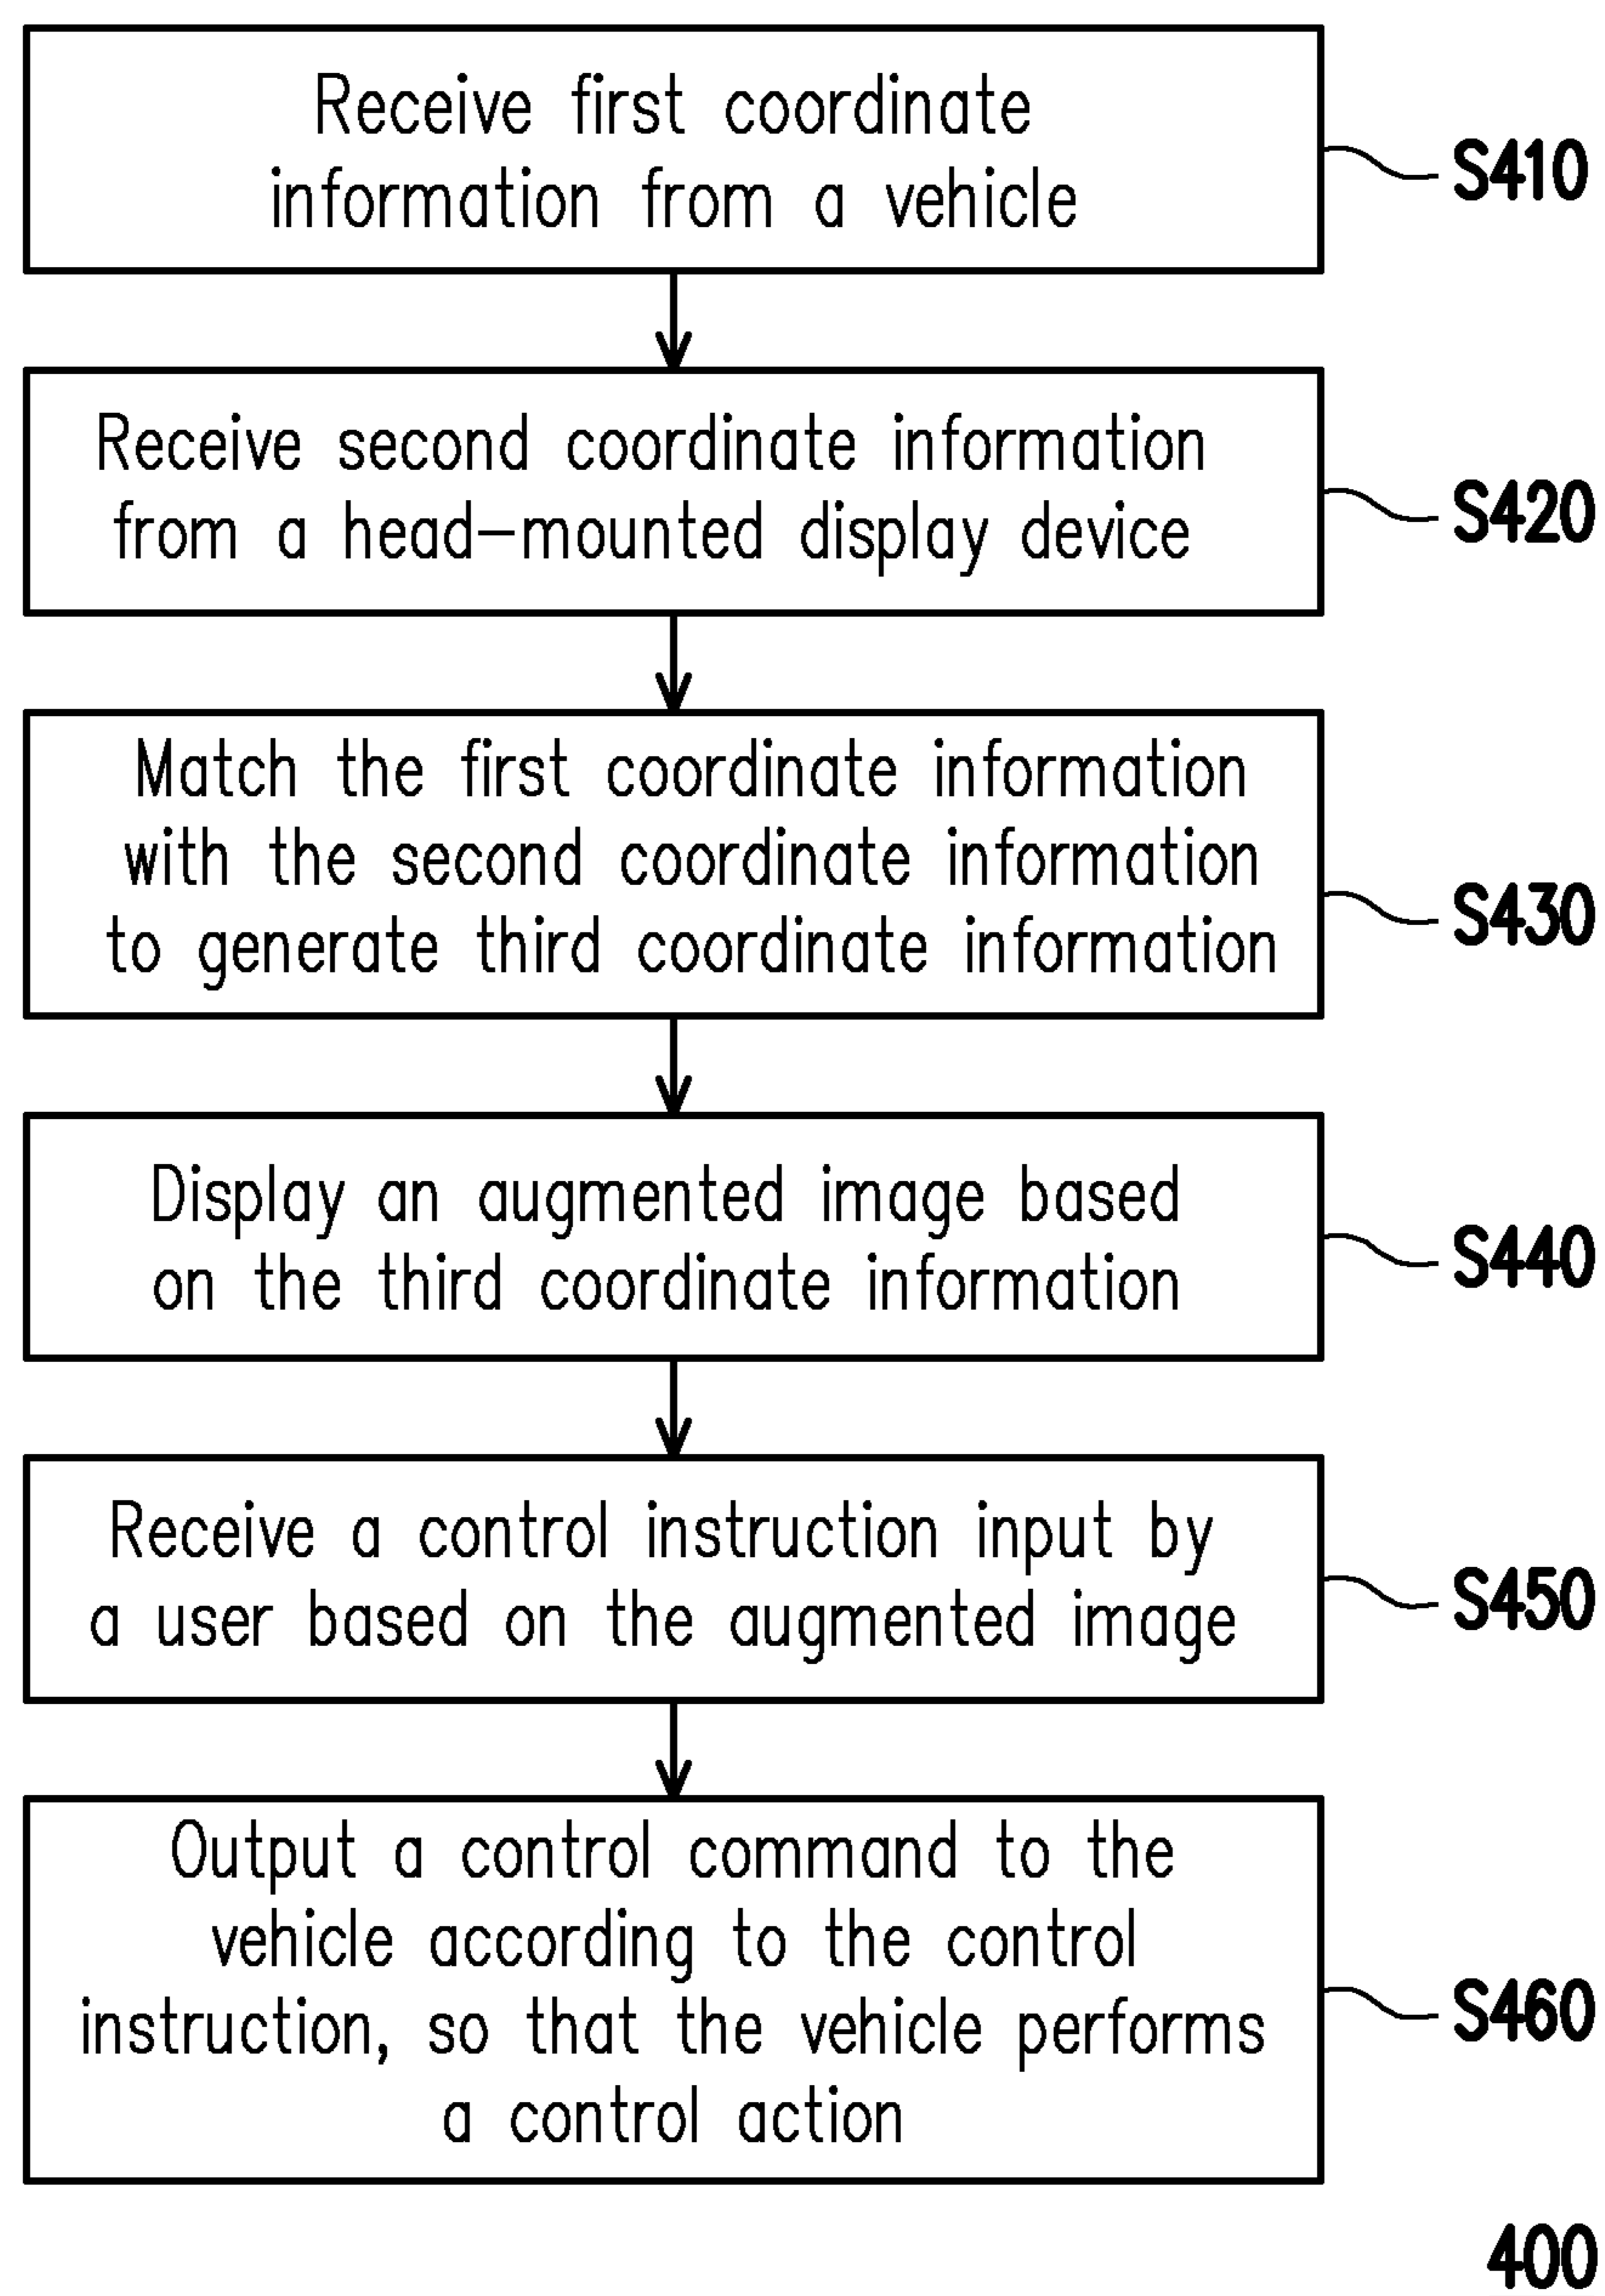 Receive first coordinate
information from a vehicle
S410
Receive second coordinate information
from a head-mounted display device
S420
Match the first coordinate information
with the second coordinate information
to generate third coordinate information
S430
Display an augmented image based
on the third coordinate information
S440
Receive a control instruction input by
a user based on the augmented image
S450
Output a control command to the
vehicle according to the control
instruction, so that the vehicle performs
a control action
S460
400